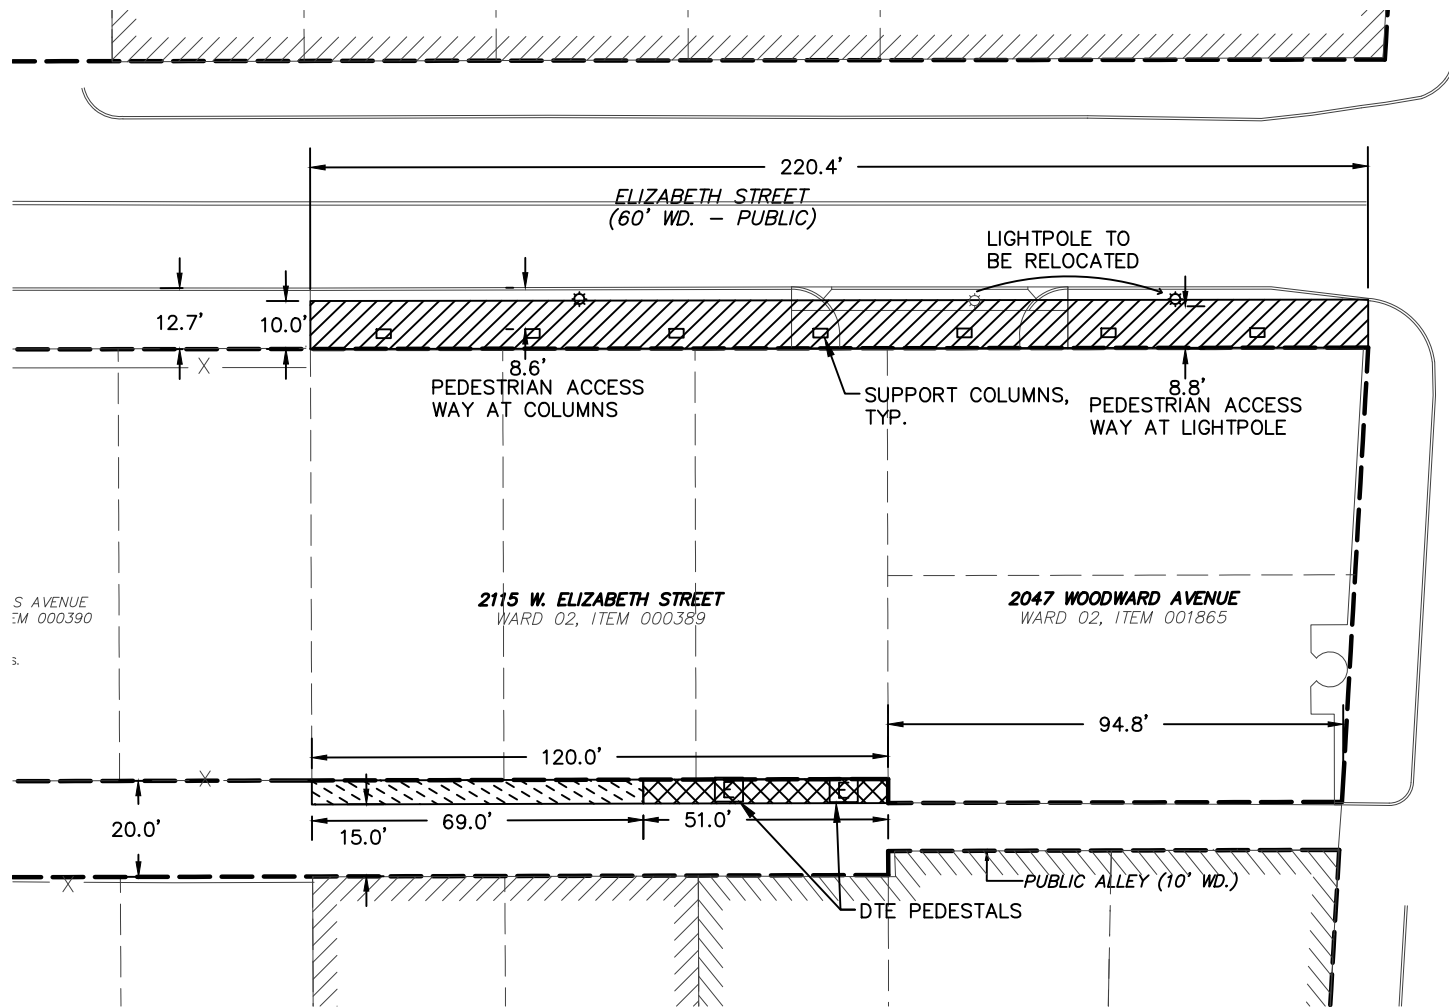 220.4'
ELIZABETH STREET
(60' WD. – PUBLIC)
LIGHTPOLE TO
BE RELOCATED
12.7'
10.0'
8.6'
PEDESTRIAN ACCESS
WAY AT COLUMNS
SUPPORT COLUMNS,
TYP.
8.8'
PEDESTRIAN ACCESS
WAY AT LIGHTPOLE
S AVENUE
EM 000390
S.
2115 W. ELIZABETH STREET
WARD 02, ITEM 000389
2047 WOODWARD AVENUE
WARD 02, ITEM 001865
94.8'
120.0'
20.0'
15.0'
69.0'
51.0'
PUBLIC ALLEY (10' WD.)
DTE PEDESTALS